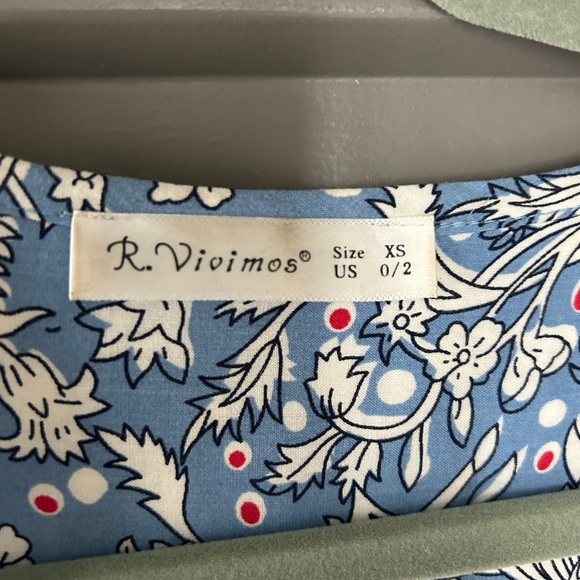 R. Vivimos®
Size XS
US 0/2